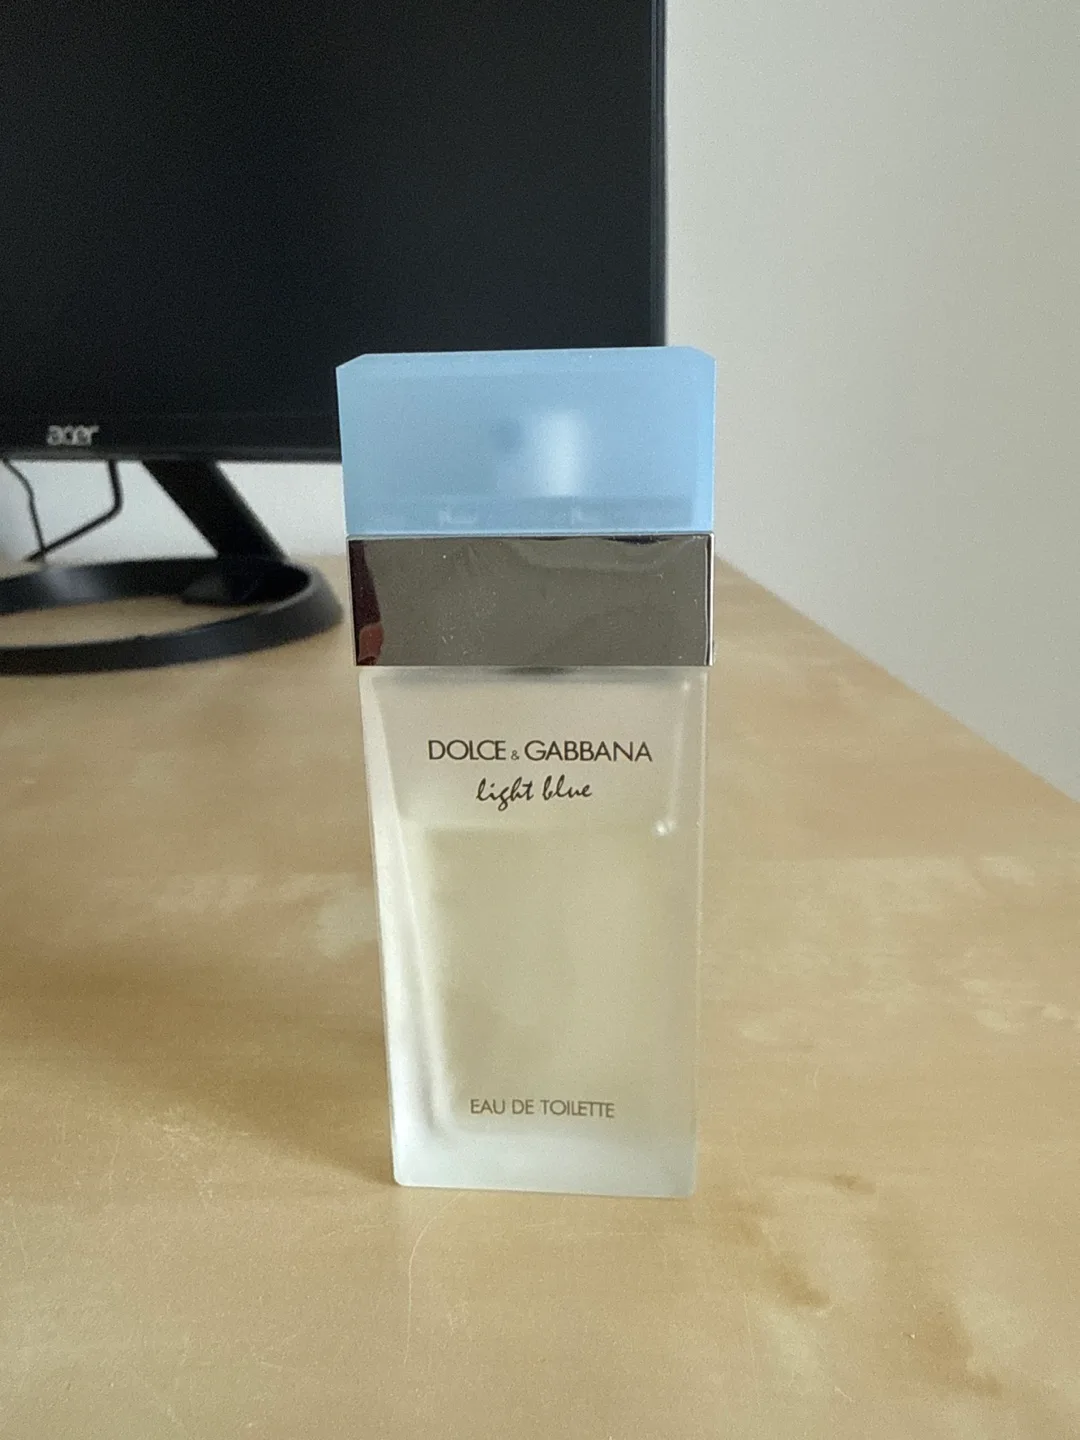 acer
DOLCE & GABBANA
light blue
EAU DE TOILETTE